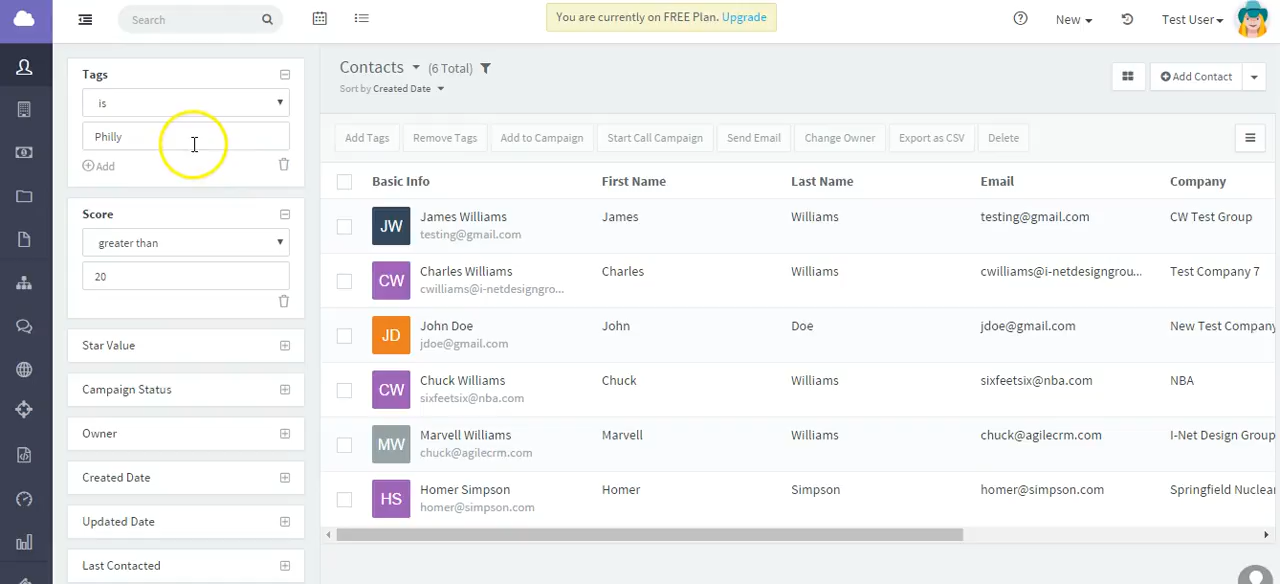 Search
You are currently on FREE Plan. Upgrade
New
Test User
Tags
is
Philly
Add
Score
greater than
20
Star Value
Campaign Status
Owner
Created Date
Updated Date
Last Contacted
Contacts (6 Total)
Sort by Created Date
Add Contact
Add Tags Remove Tags Add to Campaign Start Call Campaign Send Email Change Owner Export as CSV Delete
Basic Info First Name Last Name Email Company
JW James Williams James Williams testing@gmail.com CW Test Group
testing@gmail.com
CW Charles Williams Charles Williams cwilliams@i-netdesigngrou... Test Company 7
cwilliams@i-netdesigngro...
JD John Doe John Doe jdoe@gmail.com New Test Company
jdoe@gmail.com
CW Chuck Williams Chuck Williams sixfeetsix@nba.com NBA
sixfeetsix@nba.com
MW Marvell Williams Marvell Williams chuck@agilecrm.com I-Net Design Group
chuck@agilecrm.com
HS Homer Simpson Homer Simpson homer@simpson.com Springfield Nuclear
homer@simpson.com